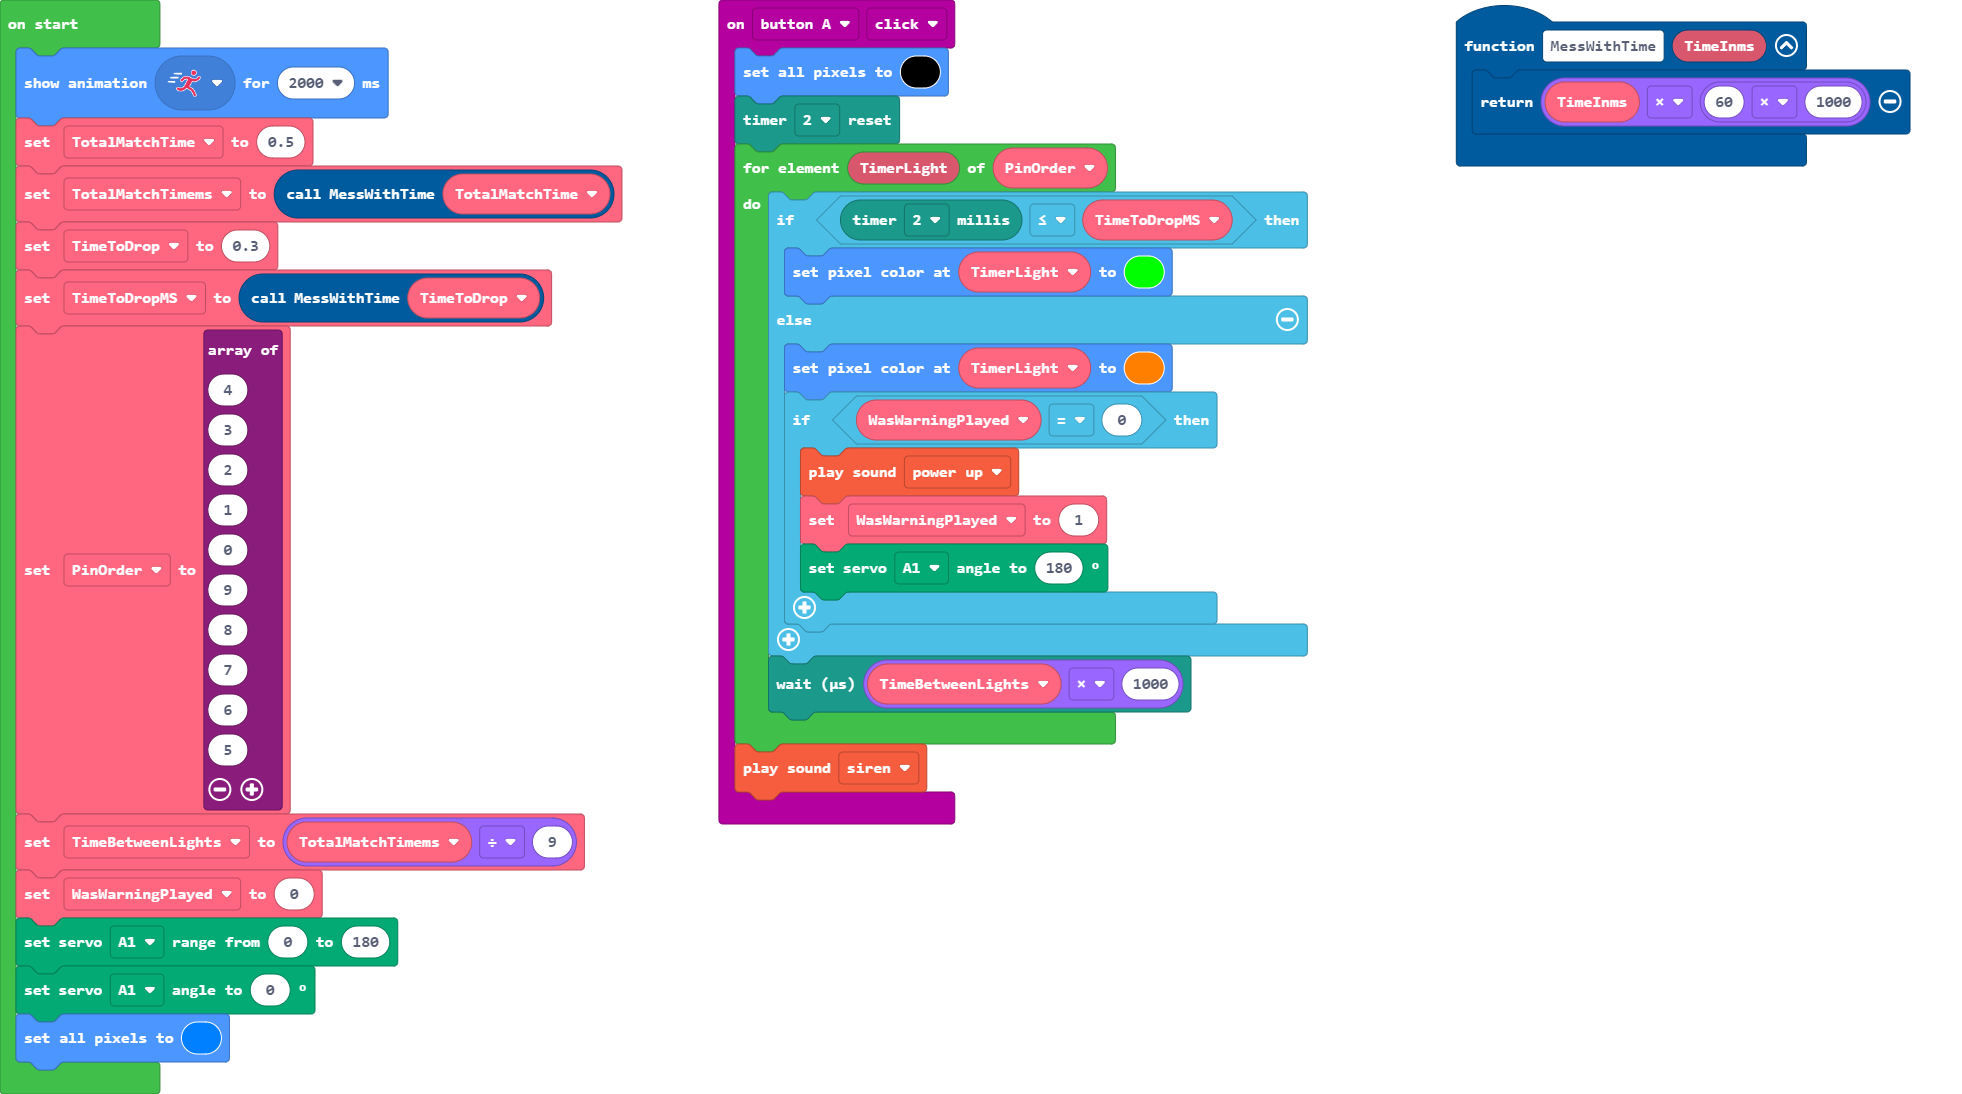 on start
show animation for 2000 ms
set TotalMatchTime to 0.5
set TotalMatchTimems to call MessWithTime TotalMatchTime
set TimeToDrop to 0.3
set TimeToDropMS to call MessWithTime TimeToDrop
set PinOrder to array of
4
3
2
1
0
9
8
7
6
5
set TimeBetweenLights to TotalMatchTimems ÷ 9
set WasWarningPlayed to 0
set servo A1 range from 0 to 180
set servo A1 angle to 0 °
set all pixels to
on button A click
set all pixels to
timer 2 reset
for element TimerLight of PinOrder
do
if timer 2 millis ≤ TimeToDropMS then
set pixel color at TimerLight to
else
set pixel color at TimerLight to
if WasWarningPlayed = 0 then
play sound power up
set WasWarningPlayed to 1
set servo A1 angle to 180 °
wait (µs) TimeBetweenLights × 1000
play sound siren
function MessWithTime TimeInms
return TimeInms × 60 × 1000